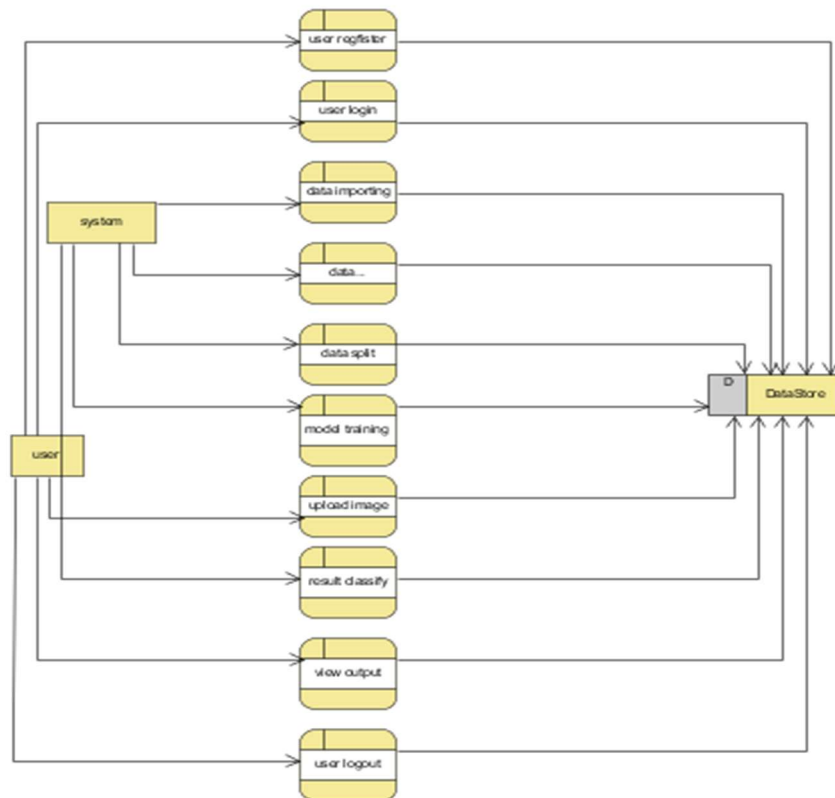 user regfister
user login
data importing
system
data...
data split
D
DataStore
model training
user
upload image
result classify
view output
user logout